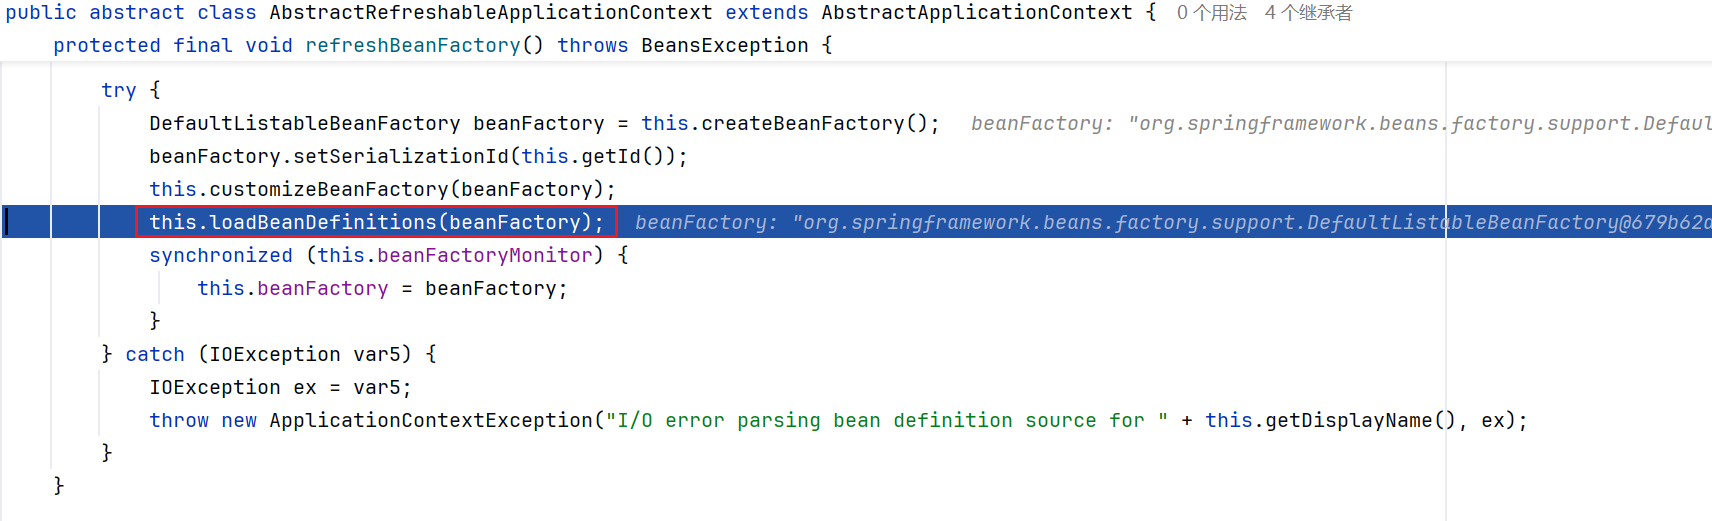 public abstract class AbstractRefreshableApplicationContext extends AbstractApplicationContext { 0 个用法 4 个继承者
protected final void refreshBeanFactory() throws BeansException {
try {
DefaultListableBeanFactory beanFactory = this.createBeanFactory(); beanFactory: "org.springframework.beans.factory.support.Defaul
beanFactory.setSerializationId(this.getId());
this.customizeBeanFactory(beanFactory);
this.loadBeanDefinitions(beanFactory); beanFactory: "org.springframework.beans.factory.support.DefaultListableBeanFactory@679b62d
synchronized (this.beanFactoryMonitor) {
this.beanFactory = beanFactory;
}
} catch (IOException var5) {
IOException ex = var5;
throw new ApplicationContextException("I/O error parsing bean definition source for " + this.getDisplayName(), ex);
}
}